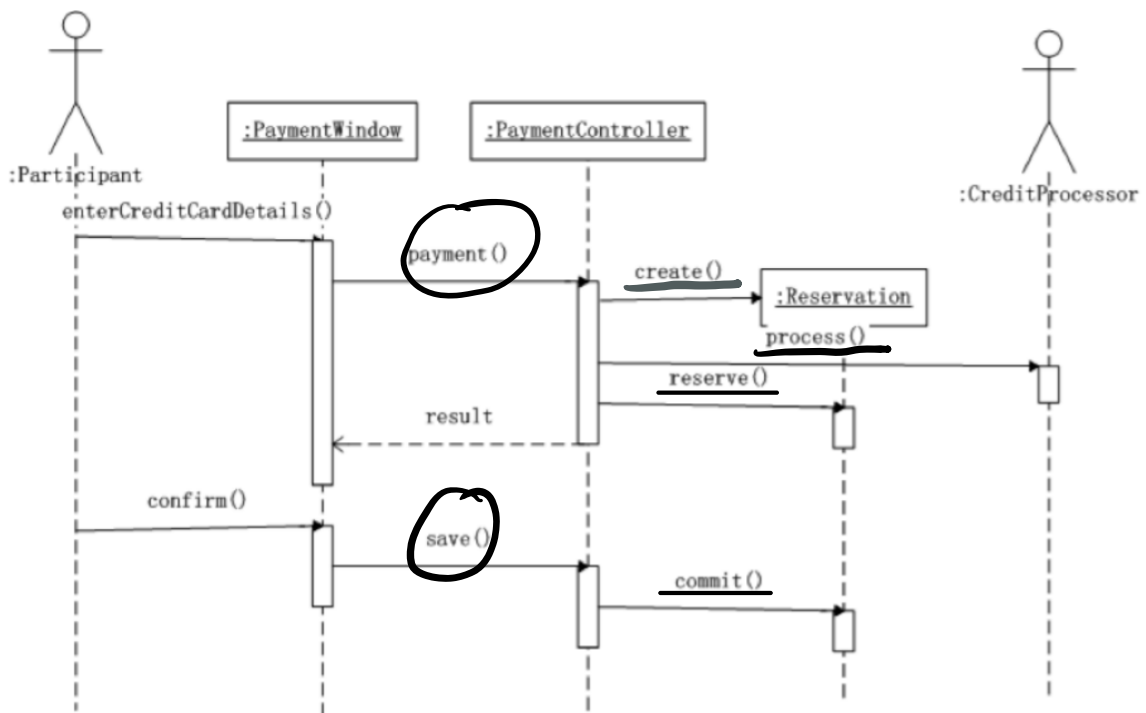 :PaymentWindow
:PaymentController
:Participant
:CreditProcessor
enterCreditCardDetails()
payment()
create()
:Reservation
process()
reserve()
result
confirm()
save()
commit()